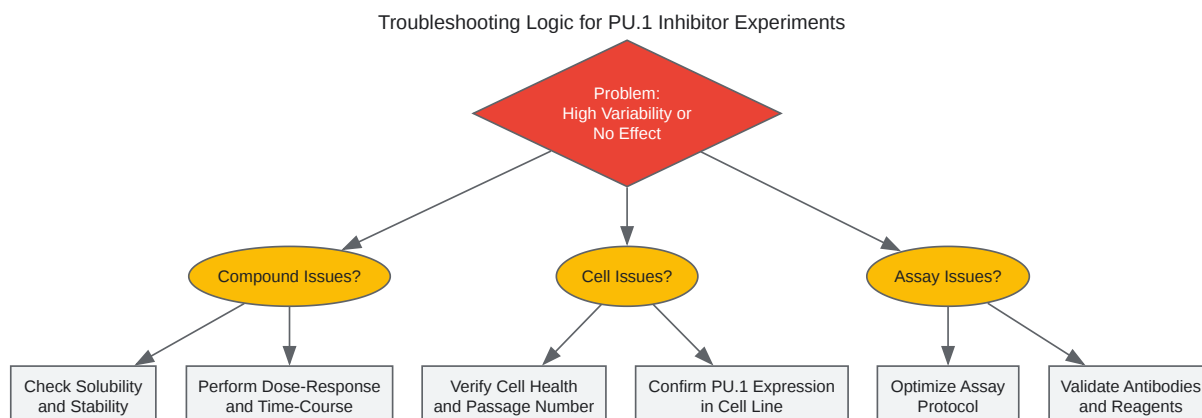 Troubleshooting Logic for PU.1 Inhibitor Experiments
Problem:
High Variability or
No Effect
Compound Issues?
Cell Issues?
Assay Issues?
Check Solubility
and Stability
Perform Dose-Response
and Time-Course
Verify Cell Health
and Passage Number
Confirm PU.1 Expression
in Cell Line
Optimize Assay
Protocol
Validate Antibodies
and Reagents